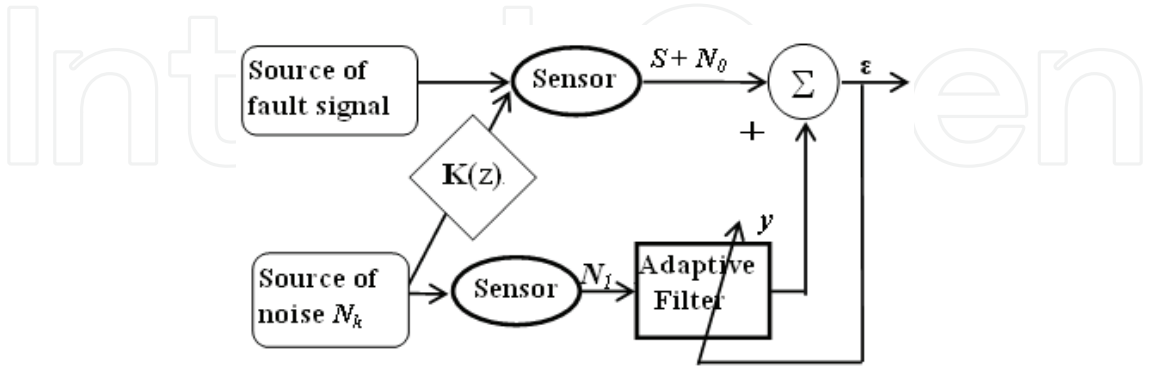 Source of
fault signal
Sensor
S + N₀
Σ
ε
+
K(z).
Source of
noise Nₖ
Sensor
N₁
Adaptive
Filter
y